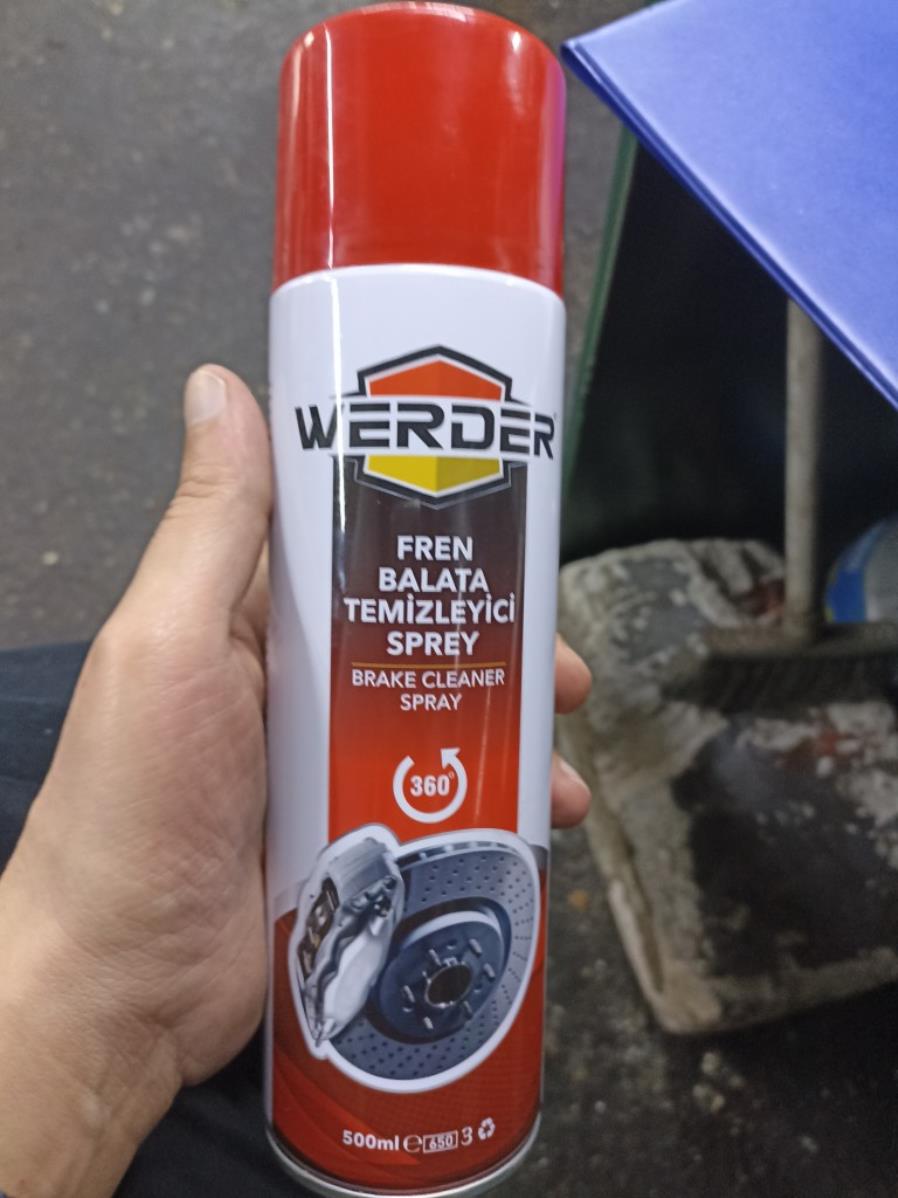 WERDER
FREN
BALATA
TEMİZLEYİCİ
SPREY
BRAKE CLEANER
SPRAY
360°
500ml ℮ 650 3